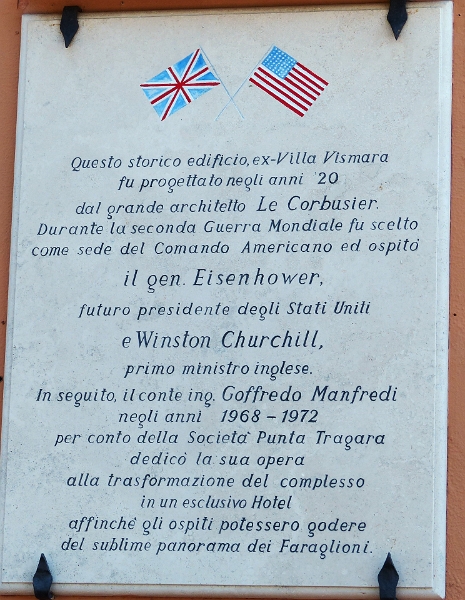 Questo storico edificio, ex-Villa Vismara
fu progettato negli anni '20
dal grande architetto Le Corbusier.
Durante la seconda Guerra Mondiale fu scelto
come sede del Comando Americano ed ospitò
il gen. Eisenhower,
futuro presidente degli Stati Uniti
e Winston Churchill,
primo ministro inglese.
In seguito, il conte ing. Goffredo Manfredi
negli anni 1968 - 1972
per conto della Società Punta Tragara
dedicò la sua opera
alla trasformazione del complesso
in un esclusivo Hotel
affinchè gli ospiti potessero godere
del sublime panorama dei Faraglioni.